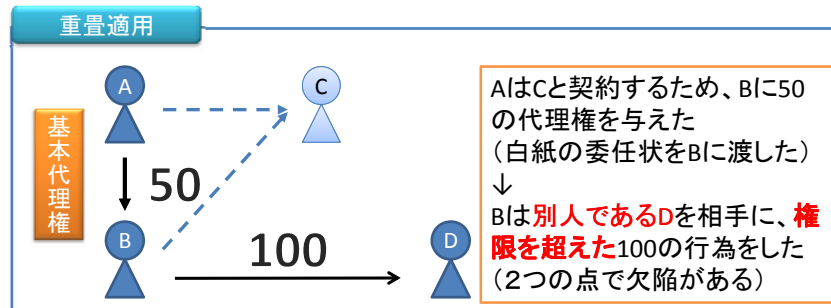 重畳適用
A
C
基本代理権
50
B
100
D
AはCと契約するため、Bに50
の代理権を与えた
（白紙の委任状をBに渡した）
↓
Bは別人であるDを相手に、権
限を超えた100の行為をした
（２つの点で欠陥がある）